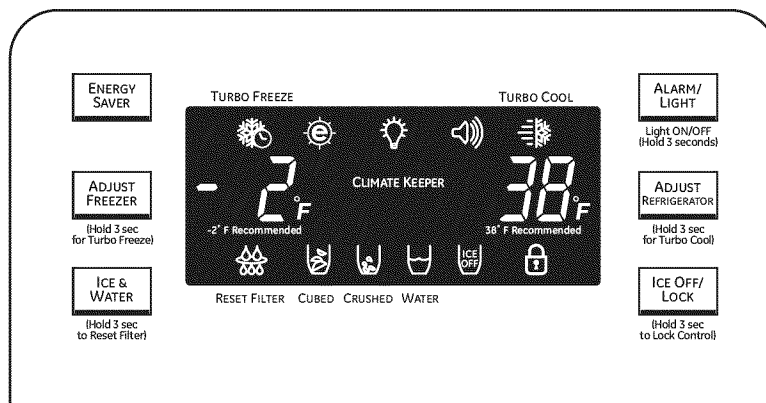 ENERGY
SAVER
ADJUST
FREEZER
(Hold 3 sec
for Turbo Freeze)
ICE &
WATER
(Hold 3 sec
to Reset Filter)
TURBO FREEZE
TURBO COOL
e
- 2°F
CLIMATE KEEPER
38°F
-2° F Recommended
38° F Recommended
ICE
OFF
RESET FILTER CUBED CRUSHED WATER
ALARM/
LIGHT
Light ON/OFF
(Hold 3 seconds)
ADJUST
REFRIGERATOR
(Hold 3 sec
for Turbo Cool)
ICE OFF/
LOCK
(Hold 3 sec
to Lock Control)